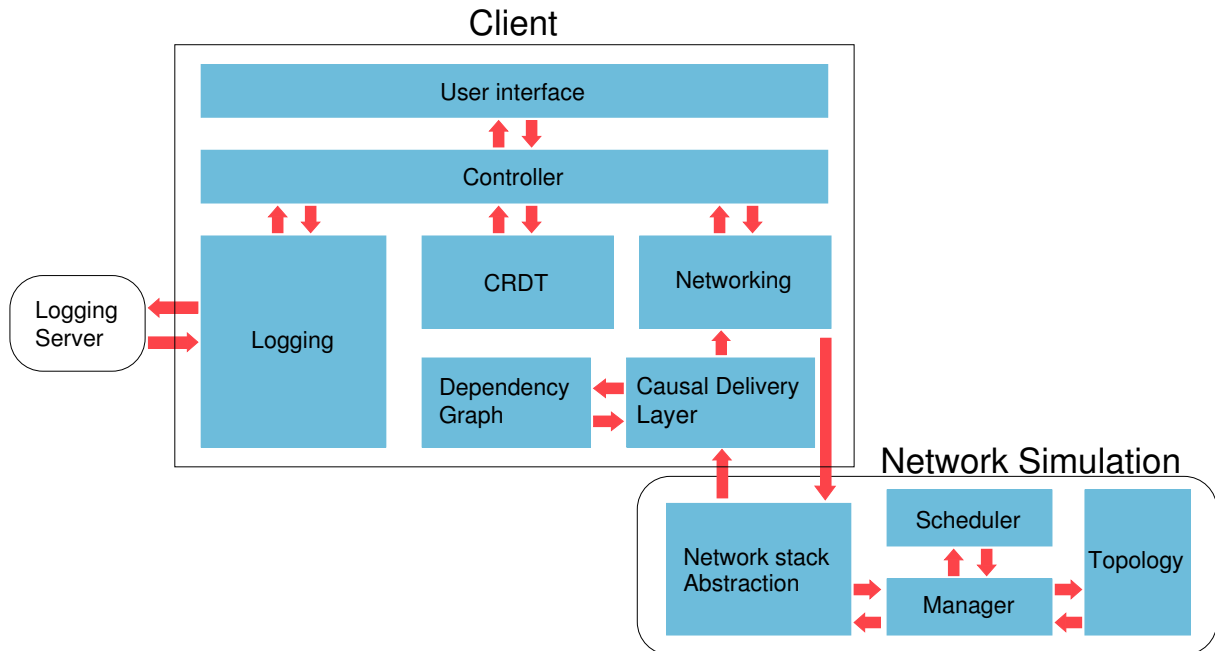 Client
User interface
Controller
CRDT
Networking
Logging
Server
Logging
Dependency
Graph
Causal Delivery
Layer
Network Simulation
Scheduler
Network stack
Abstraction
Topology
Manager